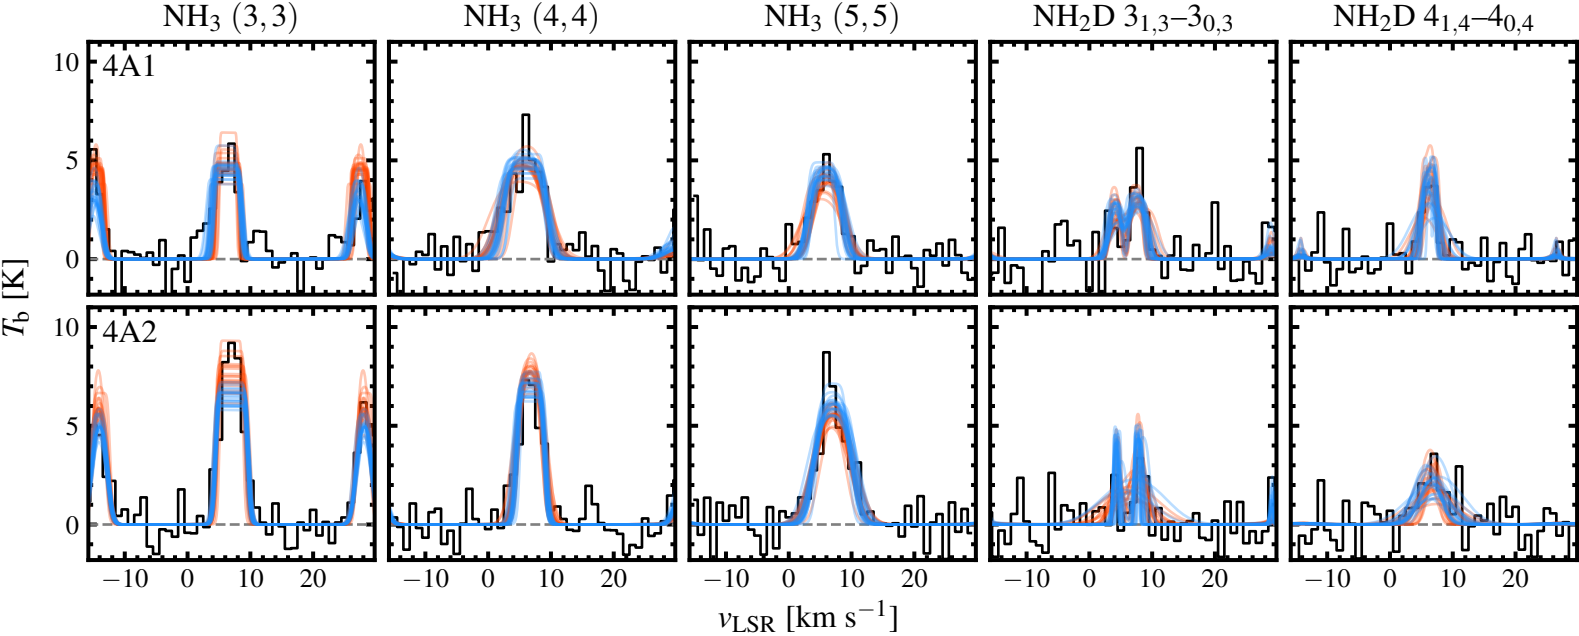 NH₃ (3, 3) NH₃ (4, 4) NH₃ (5, 5) NH₂D 3₁,₃–3₀,₃ NH₂D 4₁,₄–4₀,₄
10 4A1
5
0
T_b [K]
10 4A2
5
0
−10 0 10 20 −10 0 10 20 −10 0 10 20 −10 0 10 20 −10 0 10 20
v_LSR [km s⁻¹]